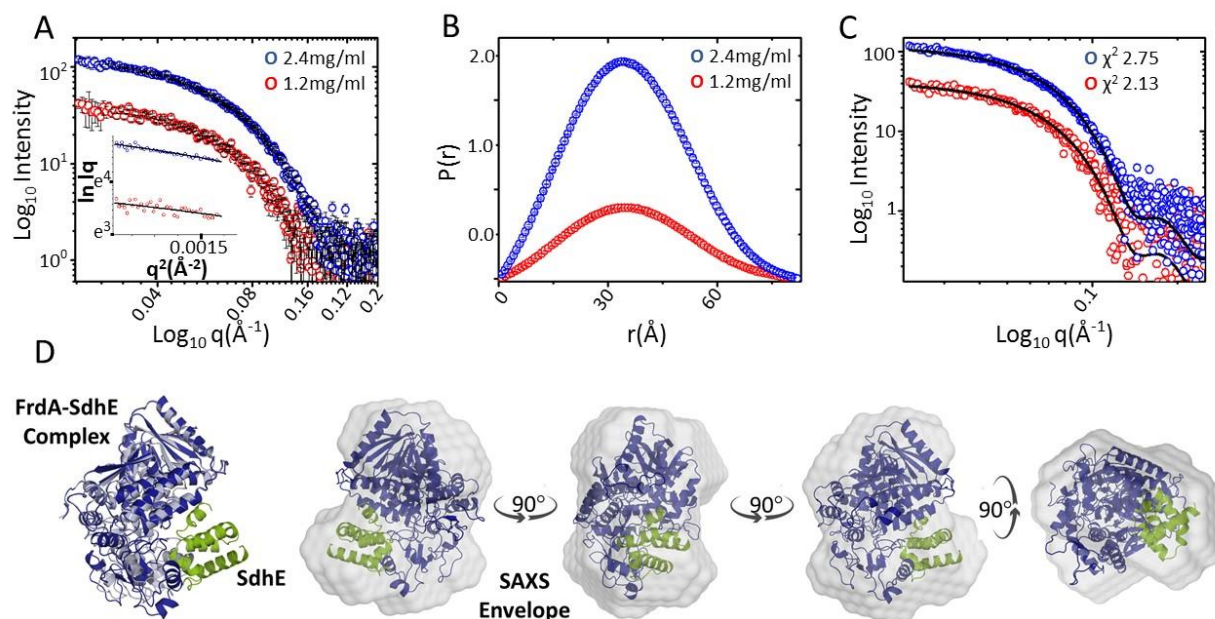 A
Log₁₀ Intensity
10²
10¹
10⁰
2.4mg/ml
1.2mg/ml
ln Iq
e⁴
e³
0.0015
q²(Å⁻²)
0.04
0.08
0.16
0.12
0.2
Log₁₀ q(Å⁻¹)
B
P(r)
2.0
1.0
0.0
2.4mg/ml
1.2mg/ml
0
30
60
r(Å)
C
Log₁₀ Intensity
100
10
1
χ² 2.75
χ² 2.13
0.1
Log₁₀ q(Å⁻¹)
D
FrdA-SdhE
Complex
SdhE
90°
SAXS
Envelope
90°
90°